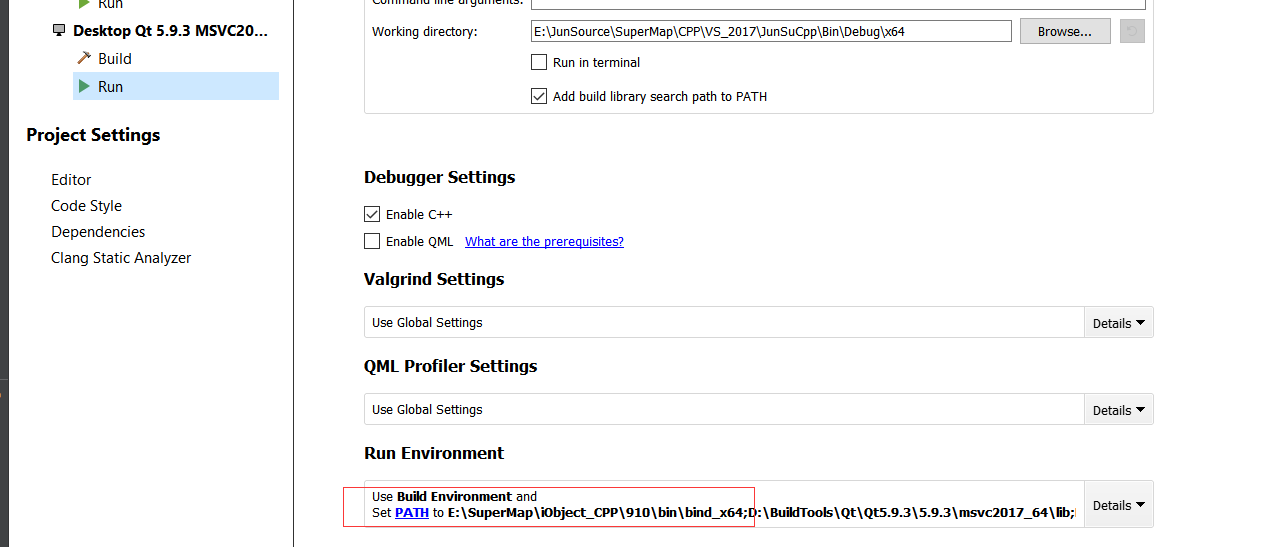 Run
Desktop Qt 5.9.3 MSVC20...
Build
Run
Project Settings
Editor
Code Style
Dependencies
Clang Static Analyzer
Command line arguments:
Working directory: E:\JunSource\SuperMap\CPP\VS_2017\JunSuCpp\Bin\Debug\x64 Browse...
Run in terminal
Add build library search path to PATH
Debugger Settings
Enable C++
Enable QML What are the prerequisites?
Valgrind Settings
Use Global Settings Details
QML Profiler Settings
Use Global Settings Details
Run Environment
Use Build Environment and
Set PATH to E:\SuperMap\iObject_CPP\910\bin\bind_x64;D:\BuildTools\Qt\Qt5.9.3\5.9.3\msvc2017_64\lib;
Details